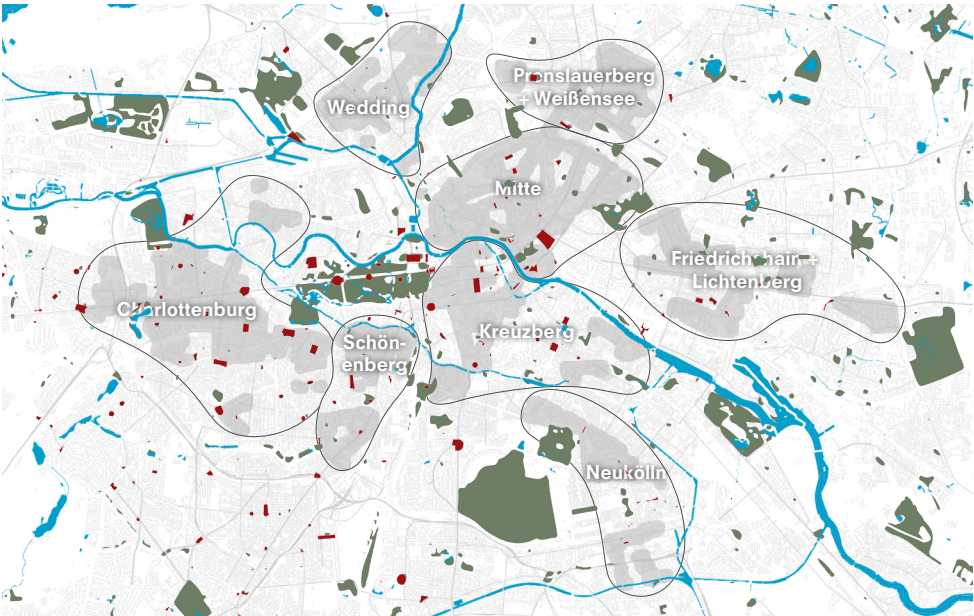 Wedding
Prenslauerberg
+ Weißensee
Mitte
Friedrichshain +
Lichtenberg
Charlottenburg
Schön-
enberg
Kreuzberg
Neukölln